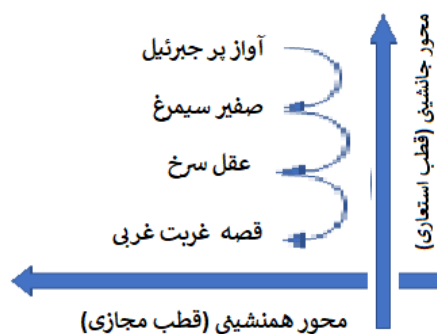 آواز پر جبرئیل
صفیر سیمرغ
عقل سرخ
قصه غربت غربی
محور جانشینی (قطب استعاری)
محور همنشینی (قطب مجازی)